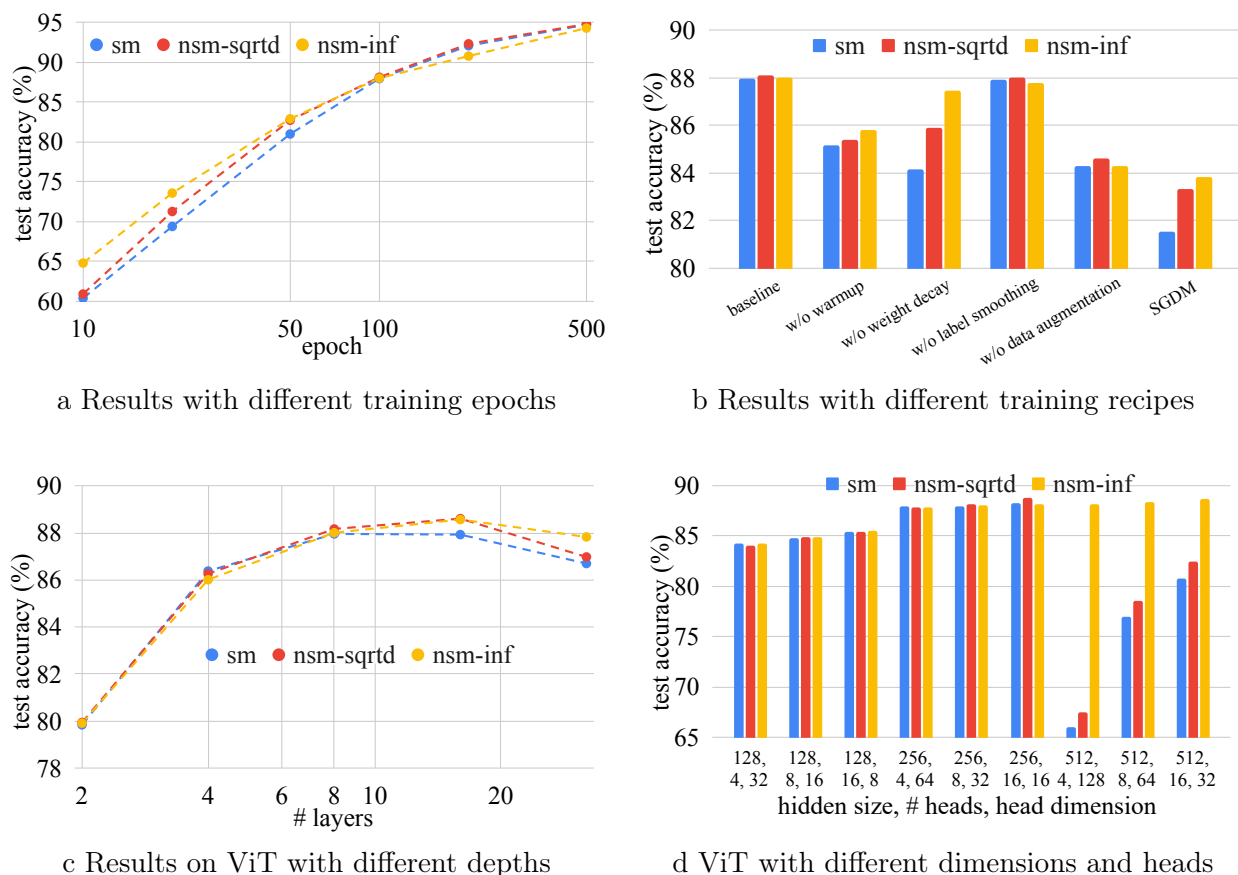 95
90
85
80
75
70
65
60
test accuracy (%)
sm nsm-sqrtd nsm-inf
10 50 100 500
epoch
a Results with different training epochs
90
88
86
84
82
80
test accuracy (%)
sm nsm-sqrtd nsm-inf
baseline
w/o warmup
w/o weight decay
w/o label smoothing
w/o data augmentation
SGDM
b Results with different training recipes
90
88
86
84
82
80
78
test accuracy (%)
sm nsm-sqrtd nsm-inf
2 4 6 8 10 20
# layers
c Results on ViT with different depths
90
85
80
75
70
65
test accuracy (%)
sm nsm-sqrtd nsm-inf
128, 128, 128, 256, 256, 256, 512, 512, 512,
4, 32 8, 16 16, 8 4, 64 8, 32 16, 16 4, 128 8, 64 16, 32
hidden size, # heads, head dimension
d ViT with different dimensions and heads